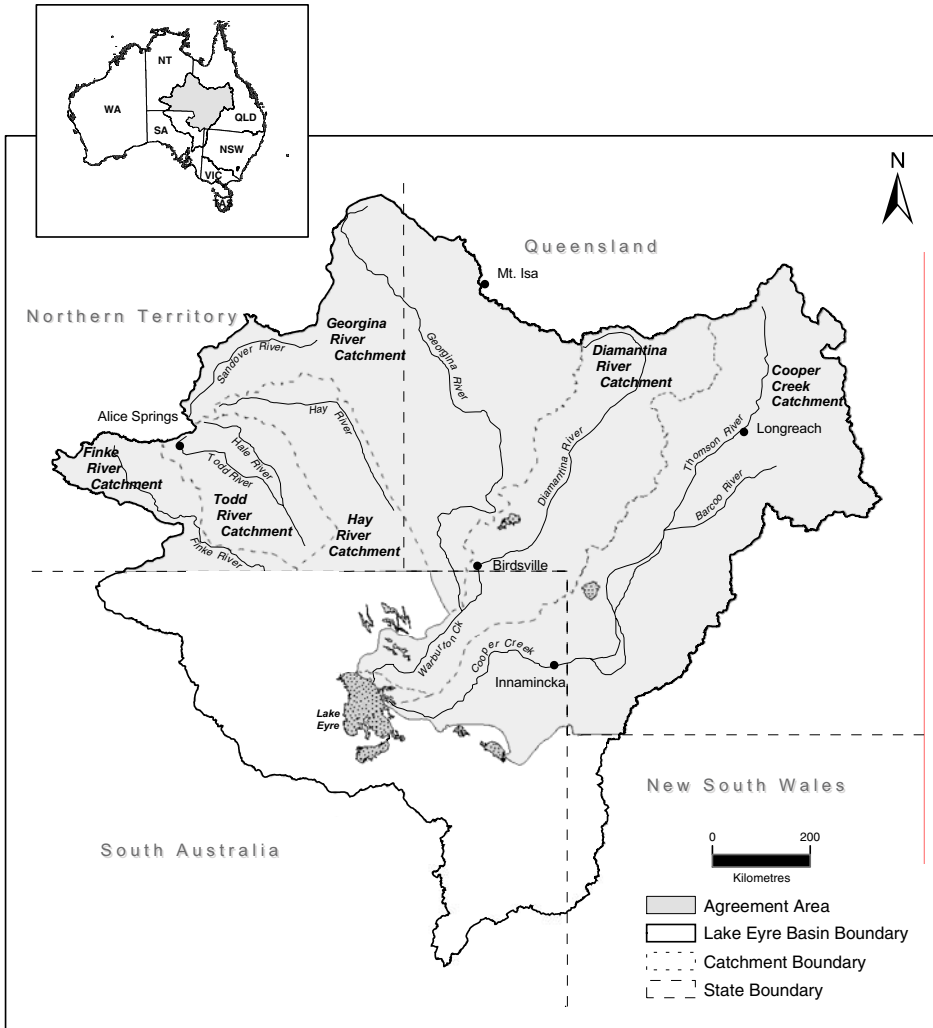 NT
WA
QLD
SA
NSW
VIC
TAS
N
Queensland
Mt. Isa
Northern Territory
Georgina
River
Catchment
Sandover River
Georgina River
Diamantina
River
Catchment
Cooper
Creek
Catchment
Hay River
Alice Springs
Longreach
Thomson River
Hale River
Todd River
Finke
River
Catchment
Diamantina River
Barcoo River
Todd
River
Catchment
Hay
River
Catchment
Finke River
Birdsville
Warburton Ck
Cooper Creek
Innamincka
Lake
Eyre
New South Wales
South Australia
0 200
Kilometres
Agreement Area
Lake Eyre Basin Boundary
Catchment Boundary
State Boundary